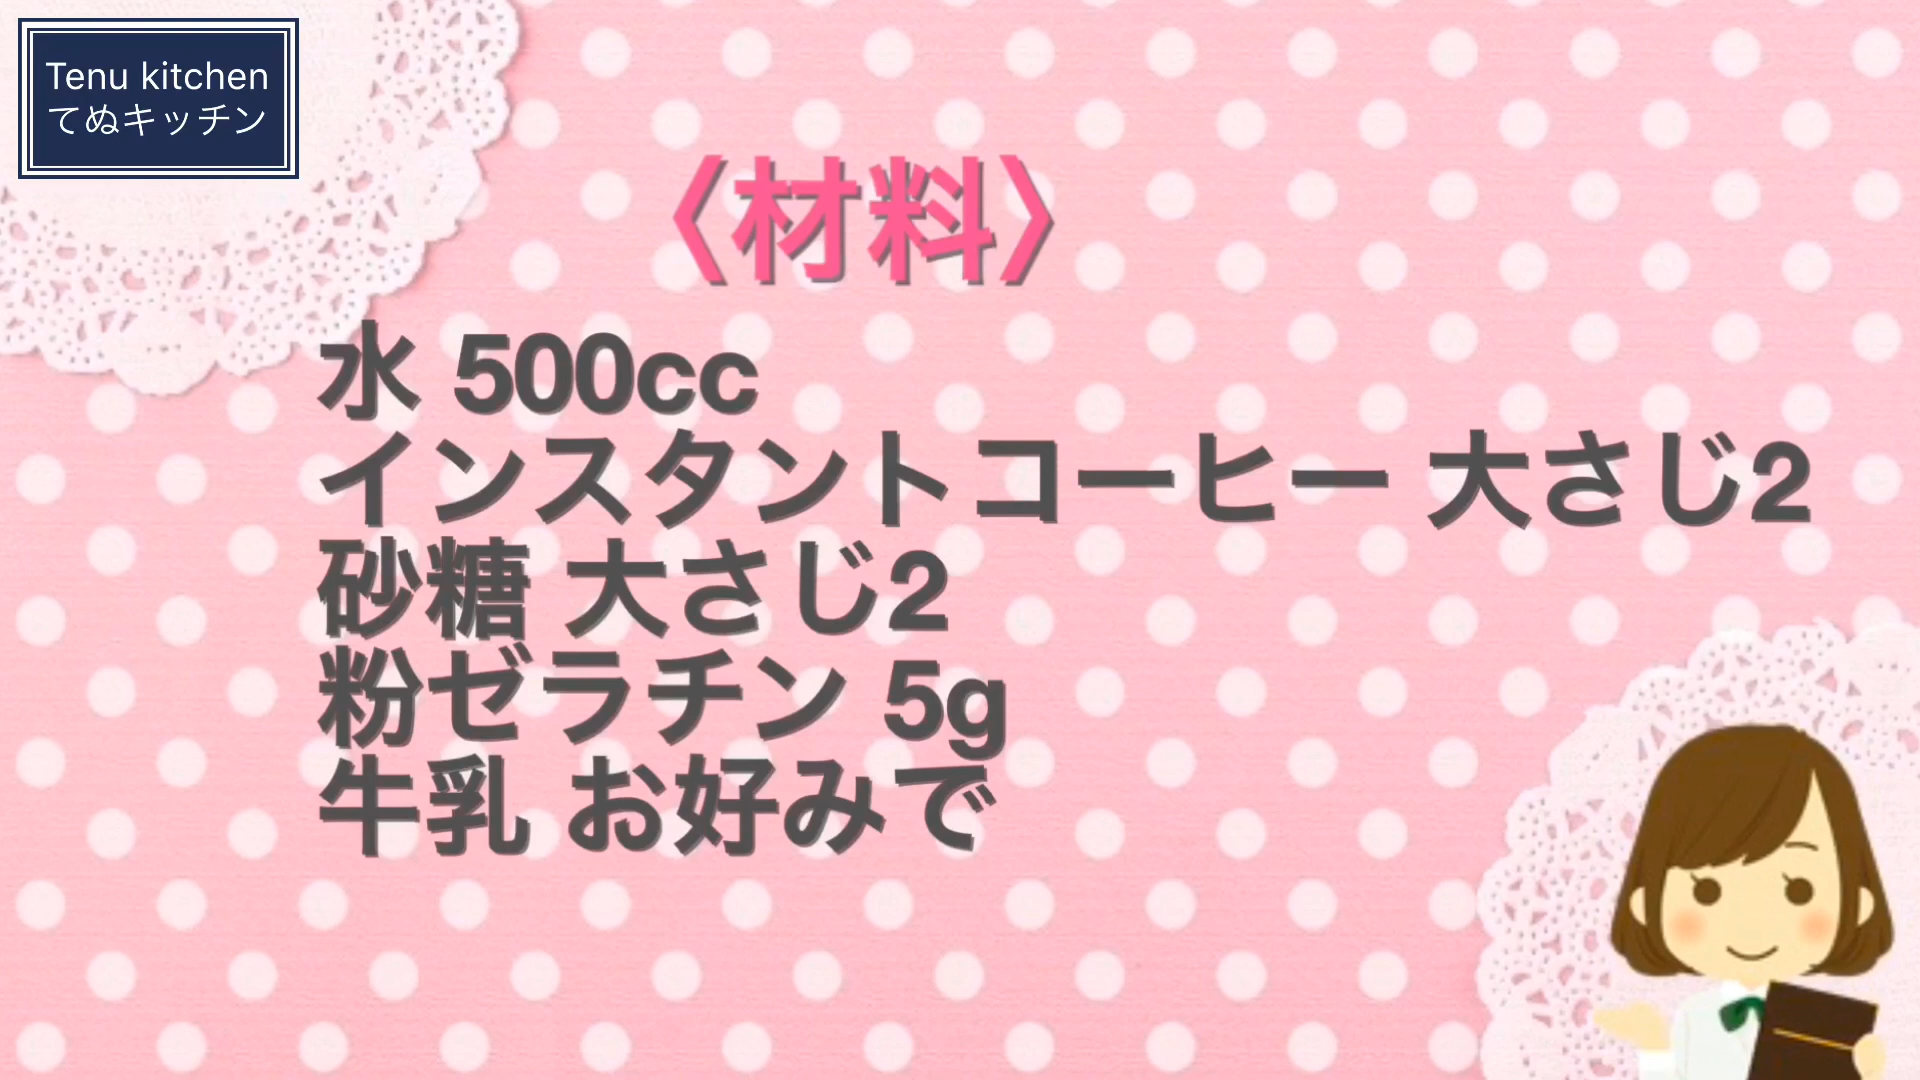 Tenu kitchen
てぬキッチン
〈材料〉
水 500cc
インスタントコーヒー 大さじ2
砂糖 大さじ2
粉ゼラチン 5g
牛乳 お好みで